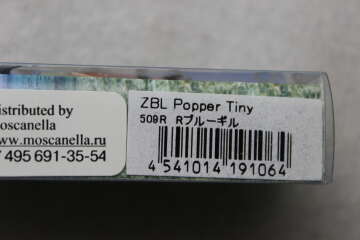 distributed by
moscanella
www.moscanella.ru
7 495 691-35-54
ZBL Popper Tiny
509R Rブルーギル
4 541014 191064